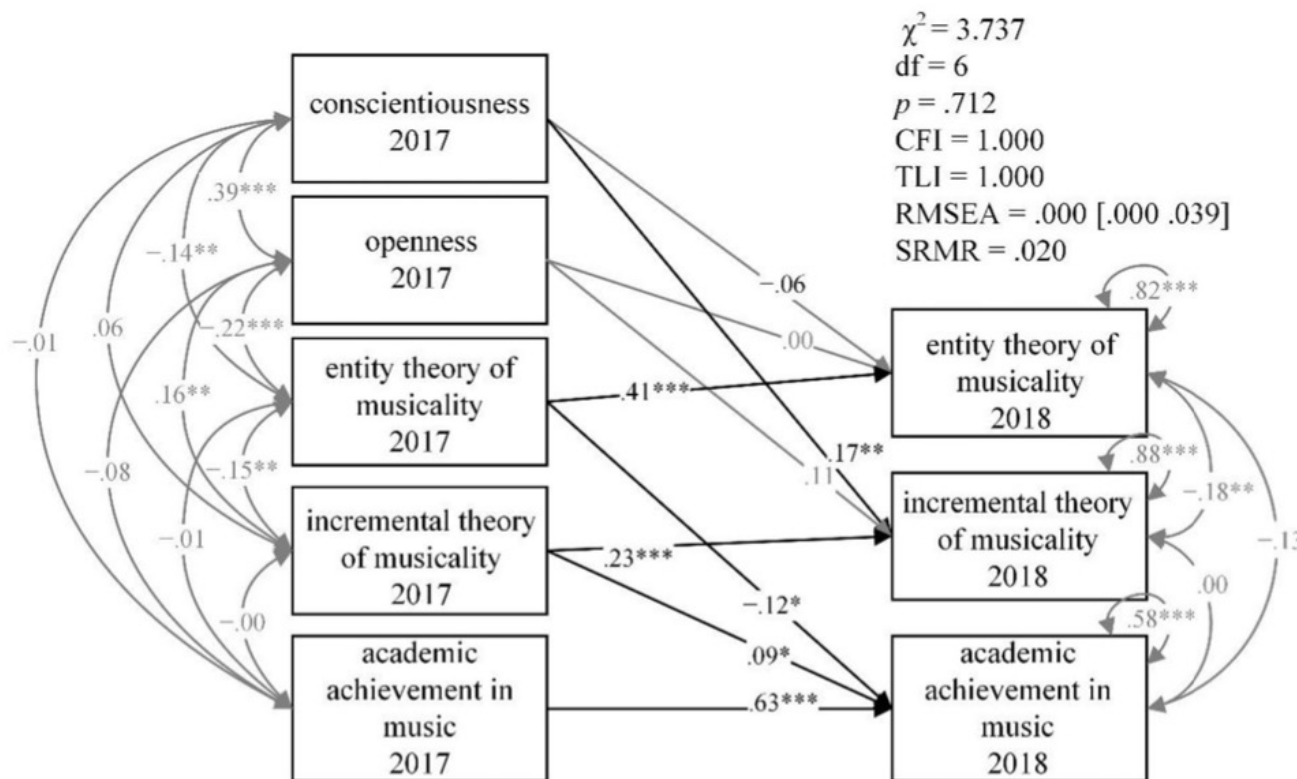 χ² = 3.737
df = 6
p = .712
CFI = 1.000
TLI = 1.000
RMSEA = .000 [.000 .039]
SRMR = .020
conscientiousness
2017
openness
2017
entity theory of
musicality
2017
incremental theory
of musicality
2017
academic
achievement in
music
2017
entity theory of
musicality
2018
incremental theory
of musicality
2018
academic
achievement in
music
2018
.39***
−.14**
−.22***
−.01
.06
.16**
−.15**
−.08
−.01
−.00
−.06
.00
.41***
.17**
.11
.23***
−.12*
.09*
.63***
.82***
.88***
−.18**
−.13
.00
.58***